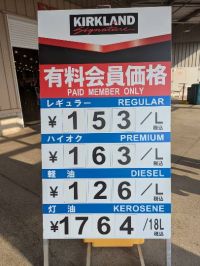 KIRKLAND
Signature
有料会員価格
PAID MEMBER ONLY
レギュラー REGULAR
¥153/L 税込
ハイオク PREMIUM
¥163/L 税込
軽油 DIESEL
¥126/L 税込
灯油 KEROSENE
¥1764/18L 税込